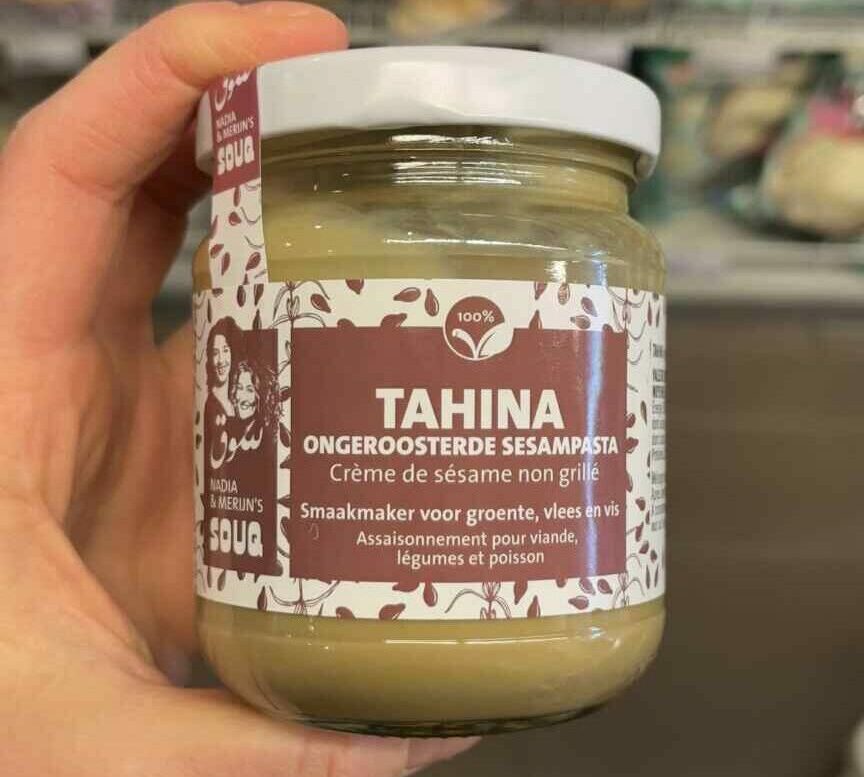 سوق
NADIA
& MERIJN'S
SOUQ
100%
TAHINA
ONGEROOSTERDE SESAMPASTA
Crème de sésame non grillé
Smaakmaker voor groente, vlees en vis
Assaisonnement pour viande,
légumes et poisson
سوق
NADIA
& MERIJN'S
SOUQ